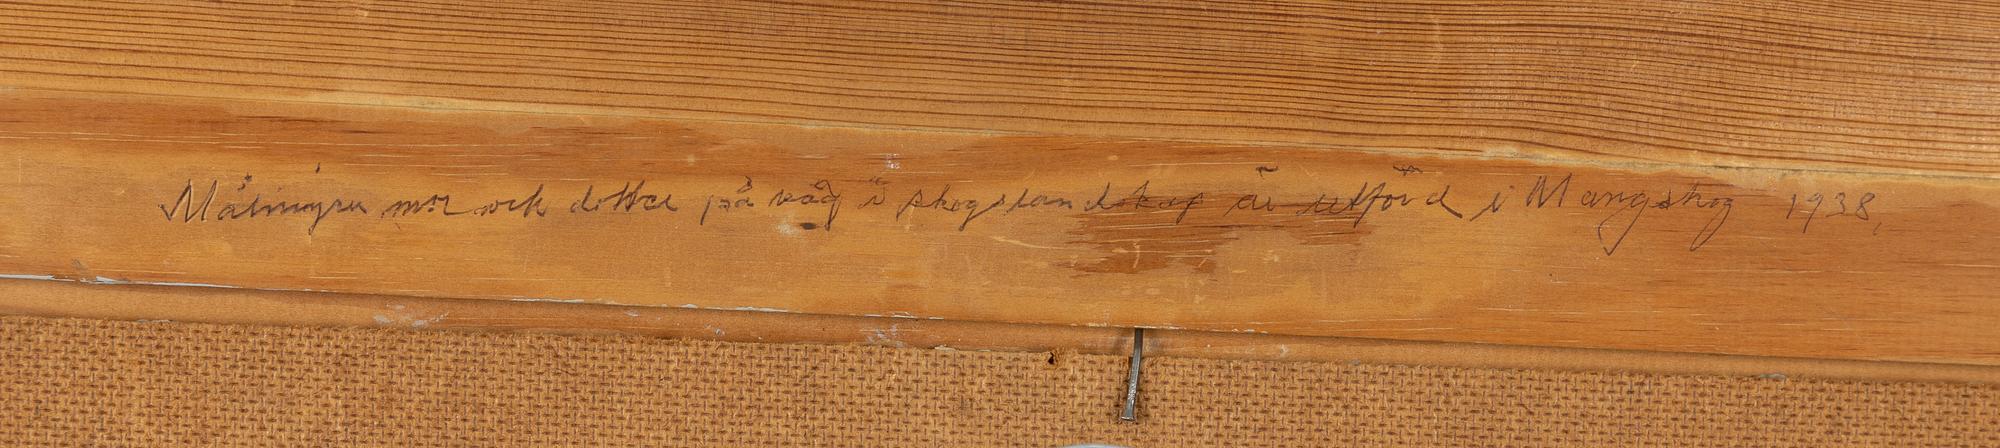 Målningen mor och dotter på väg i skogslandskap är utförd i Mangskog 1938,